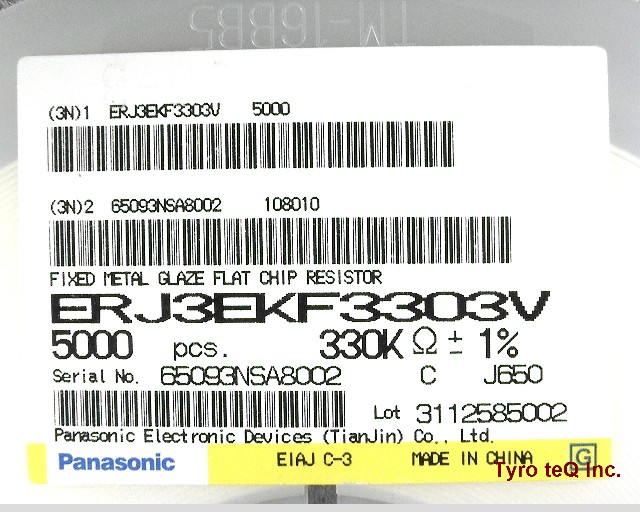 TM-16BB5
(3N)1 ERJ3EKF3303V 5000
(3N)2 65093NSA8002 108010
FIXED METAL GLAZE FLAT CHIP RESISTOR
ERJ3EKF3303V
5000 pcs. 330K Ω ± 1%
Serial No. 65093NSA8002 C J650
Lot 3112585002
Panasonic Electronic Devices (TianJin) Co., Ltd.
Panasonic EIAJ C-3 MADE IN CHINA G
Tyro teQ Inc.